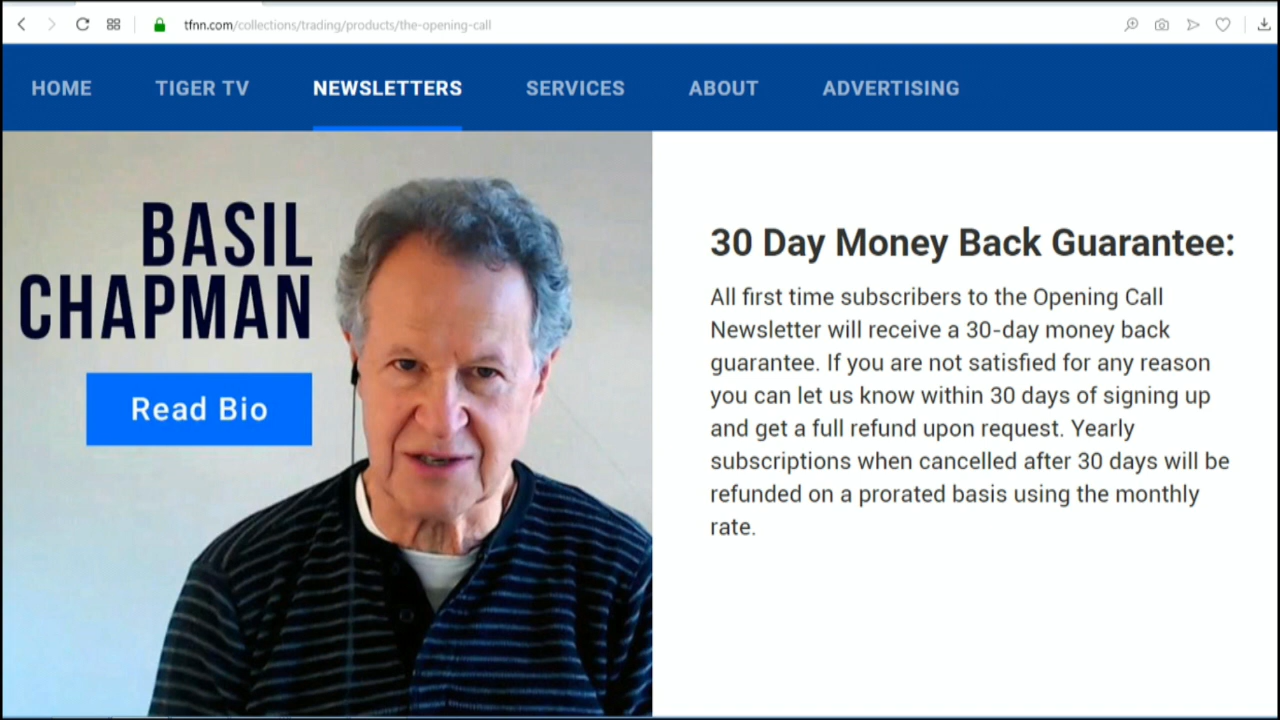 tfnn.com/collections/trading/products/the-opening-call
HOME TIGER TV NEWSLETTERS SERVICES ABOUT ADVERTISING
BASIL
CHAPMAN
Read Bio
30 Day Money Back Guarantee:
All first time subscribers to the Opening Call
Newsletter will receive a 30-day money back
guarantee. If you are not satisfied for any reason
you can let us know within 30 days of signing up
and get a full refund upon request. Yearly
subscriptions when cancelled after 30 days will be
refunded on a prorated basis using the monthly
rate.